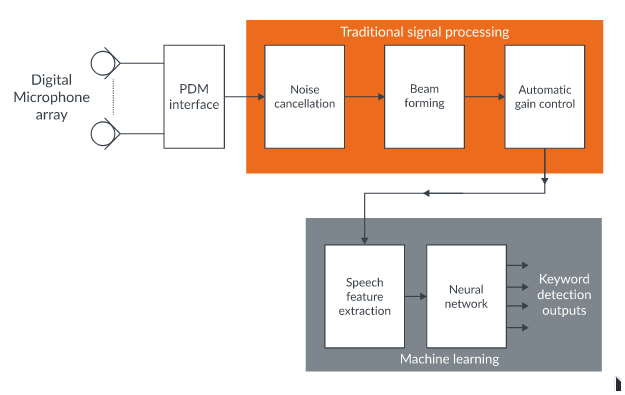 Traditional signal processing
Digital
Microphone
array
PDM
interface
Noise
cancellation
Beam
forming
Automatic
gain control
Speech
feature
extraction
Neural
network
Keyword
detection
outputs
Machine learning